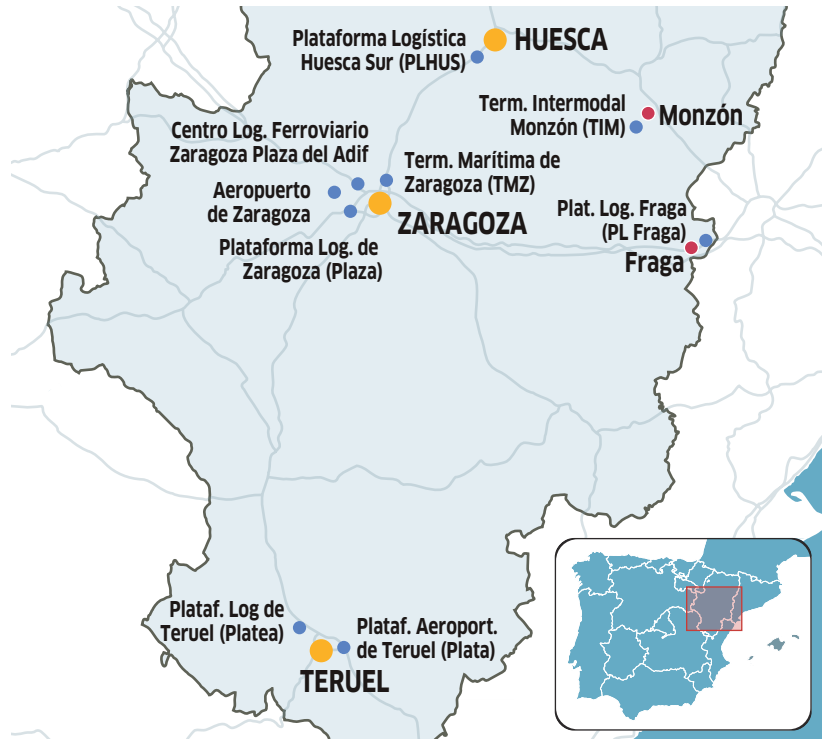 Plataforma Logística
Huesca Sur (PLHUS)
HUESCA
Term. Intermodal
Monzón (TIM)
Monzón
Centro Log. Ferroviario
Zaragoza Plaza del Adif
Term. Marítima de
Zaragoza (TMZ)
Aeropuerto
de Zaragoza
ZARAGOZA
Plataforma Log. de
Zaragoza (Plaza)
Plat. Log. Fraga
(PL Fraga)
Fraga
Plataf. Log de
Teruel (Platea)
Plataf. Aeroport.
de Teruel (Plata)
TERUEL